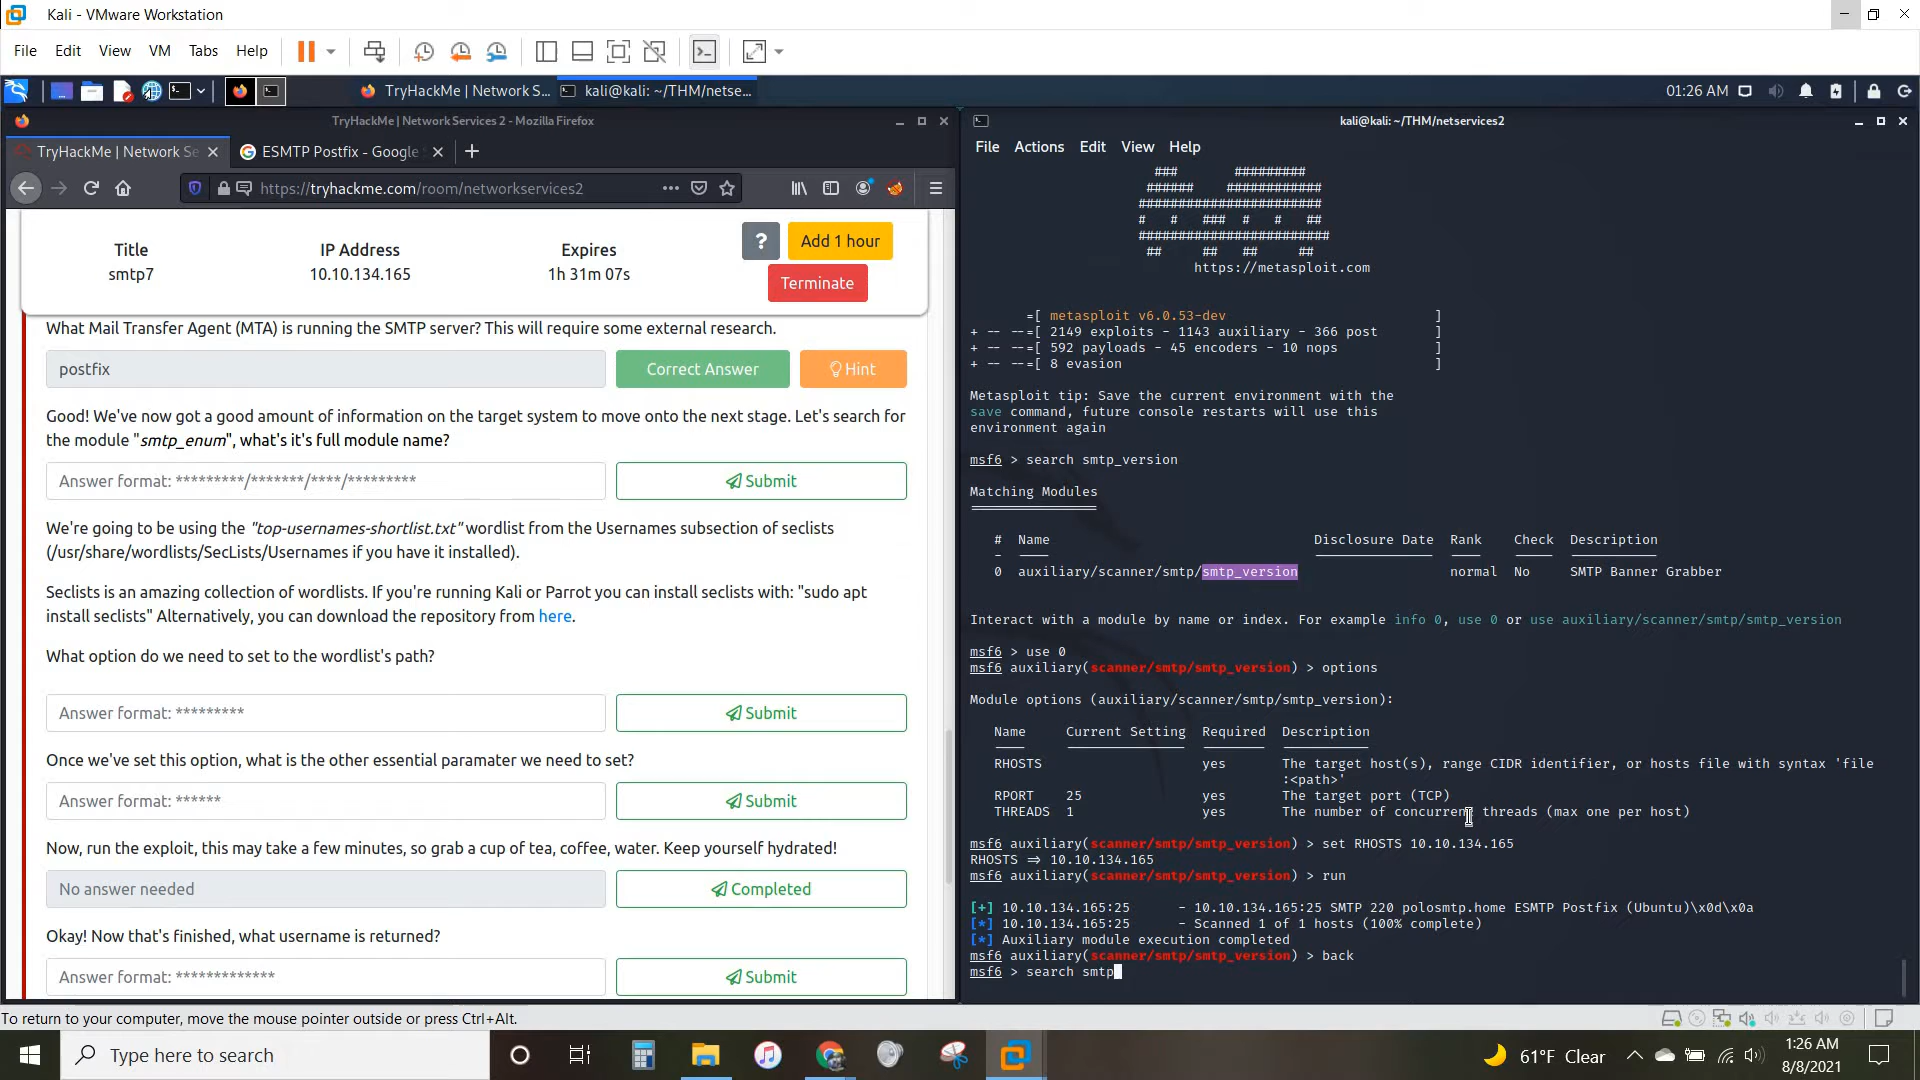 Kali - VMware Workstation
File Edit View VM Tabs Help
TryHackMe | Network S... kali@kali: ~/THM/netse... 01:26 AM
TryHackMe | Network Services 2 - Mozilla Firefox
TryHackMe | Network Se ESMTP Postfix - Google
https://tryhackme.com/room/networkservices2
Title IP Address Expires
smtp7 10.10.134.165 1h 31m 07s
? Add 1 hour
Terminate
What Mail Transfer Agent (MTA) is running the SMTP server? This will require some external research.
postfix Correct Answer Hint
Good! We've now got a good amount of information on the target system to move onto the next stage. Let's search for
the module "smtp_enum", what's it's full module name?
Answer format: *********/*******/****/********* Submit
We're going to be using the "top-usernames-shortlist.txt" wordlist from the Usernames subsection of seclists
(/usr/share/wordlists/SecLists/Usernames if you have it installed).
Seclists is an amazing collection of wordlists. If you're running Kali or Parrot you can install seclists with: "sudo apt
install seclists" Alternatively, you can download the repository from here.
What option do we need to set to the wordlist's path?
Answer format: ********* Submit
Once we've set this option, what is the other essential paramater we need to set?
Answer format: ****** Submit
Now, run the exploit, this may take a few minutes, so grab a cup of tea, coffee, water. Keep yourself hydrated!
No answer needed Completed
Okay! Now that's finished, what username is returned?
Answer format: ************* Submit
kali@kali: ~/THM/netservices2
File Actions Edit View Help
### #########
###### ############
#######################
# # ### # # ##
########################
## ## ## ##
https://metasploit.com
=[ metasploit v6.0.53-dev ]
+ -- --=[ 2149 exploits - 1143 auxiliary - 366 post ]
+ -- --=[ 592 payloads - 45 encoders - 10 nops ]
+ -- --=[ 8 evasion ]
Metasploit tip: Save the current environment with the
save command, future console restarts will use this
environment again
msf6 > search smtp_version
Matching Modules
================
# Name Disclosure Date Rank Check Description
- ---- --------------- ---- ----- -----------
0 auxiliary/scanner/smtp/smtp_version normal No SMTP Banner Grabber
Interact with a module by name or index. For example info 0, use 0 or use auxiliary/scanner/smtp/smtp_version
msf6 > use 0
msf6 auxiliary(scanner/smtp/smtp_version) > options
Module options (auxiliary/scanner/smtp/smtp_version):
Name Current Setting Required Description
---- --------------- -------- -----------
RHOSTS yes The target host(s), range CIDR identifier, or hosts file with syntax 'file
:<path>'
RPORT 25 yes The target port (TCP)
THREADS 1 yes The number of concurrent threads (max one per host)
msf6 auxiliary(scanner/smtp/smtp_version) > set RHOSTS 10.10.134.165
RHOSTS => 10.10.134.165
msf6 auxiliary(scanner/smtp/smtp_version) > run
[+] 10.10.134.165:25 - 10.10.134.165:25 SMTP 220 polosmtp.home ESMTP Postfix (Ubuntu)\x0d\x0a
[*] 10.10.134.165:25 - Scanned 1 of 1 hosts (100% complete)
[*] Auxiliary module execution completed
msf6 auxiliary(scanner/smtp/smtp_version) > back
msf6 > search smtp
To return to your computer, move the mouse pointer outside or press Ctrl+Alt.
Type here to search 61°F Clear 1:26 AM
8/8/2021